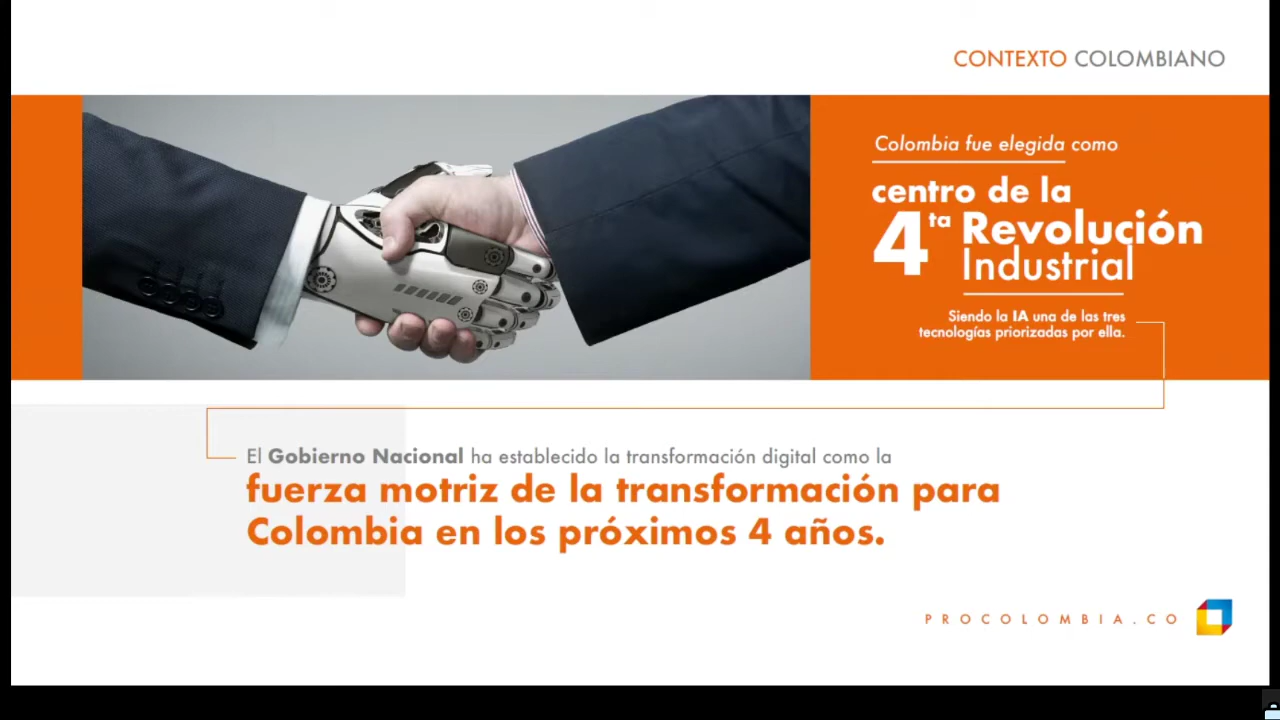 CONTEXTO COLOMBIANO
Colombia fue elegida como
centro de la
4ta Revolución
Industrial
Siendo la IA una de las tres
tecnologías priorizadas por ella.
El Gobierno Nacional ha establecido la transformación digital como la
fuerza motriz de la transformación para
Colombia en los próximos 4 años.
PROCOLOMBIA.CO